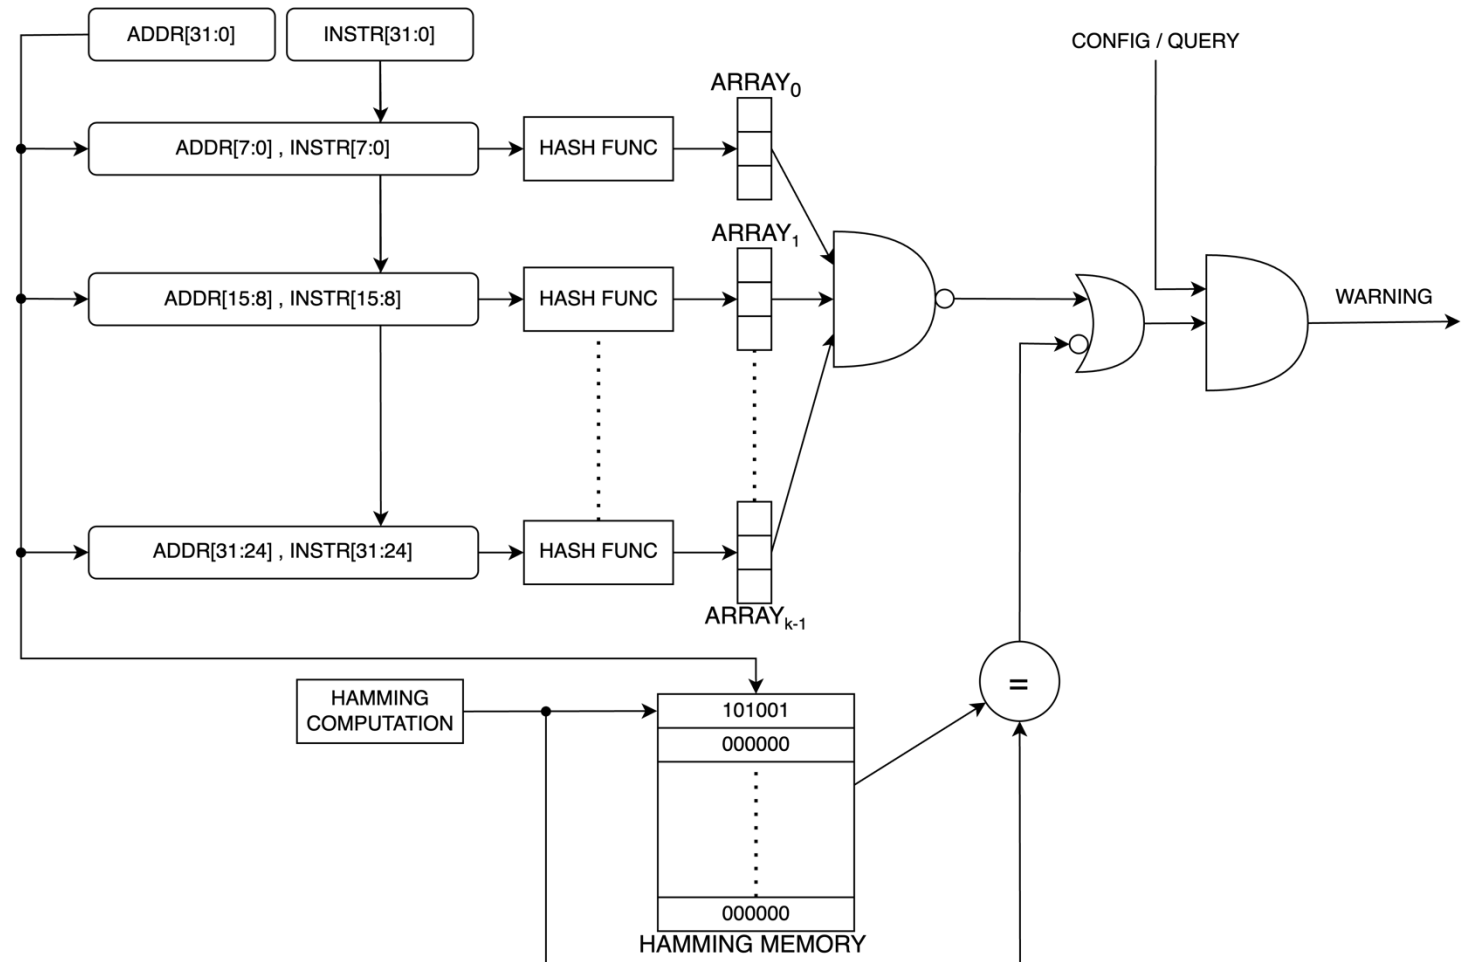 ADDR[31:0]
INSTR[31:0]
CONFIG / QUERY
ARRAY0
ADDR[7:0] , INSTR[7:0]
HASH FUNC
ARRAY1
ADDR[15:8] , INSTR[15:8]
HASH FUNC
WARNING
ADDR[31:24] , INSTR[31:24]
HASH FUNC
ARRAYk-1
HAMMING
COMPUTATION
101001
000000
=
000000
HAMMING MEMORY